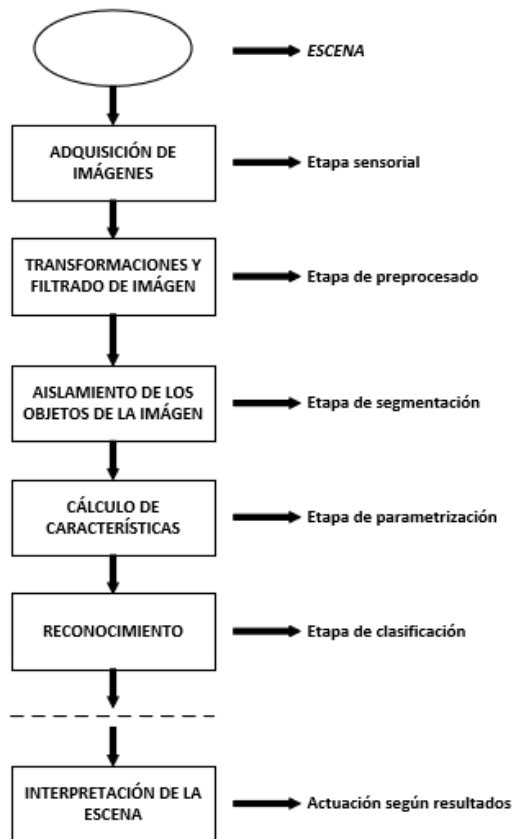 ESCENA
ADQUISICIÓN DE
IMÁGENES
Etapa sensorial
TRANSFORMACIONES Y
FILTRADO DE IMÁGEN
Etapa de preprocesado
AISLAMIENTO DE LOS
OBJETOS DE LA IMÁGEN
Etapa de segmentación
CÁLCULO DE
CARACTERÍSTICAS
Etapa de parametrización
RECONOCIMIENTO
Etapa de clasificación
INTERPRETACIÓN DE LA
ESCENA
Actuación según resultados